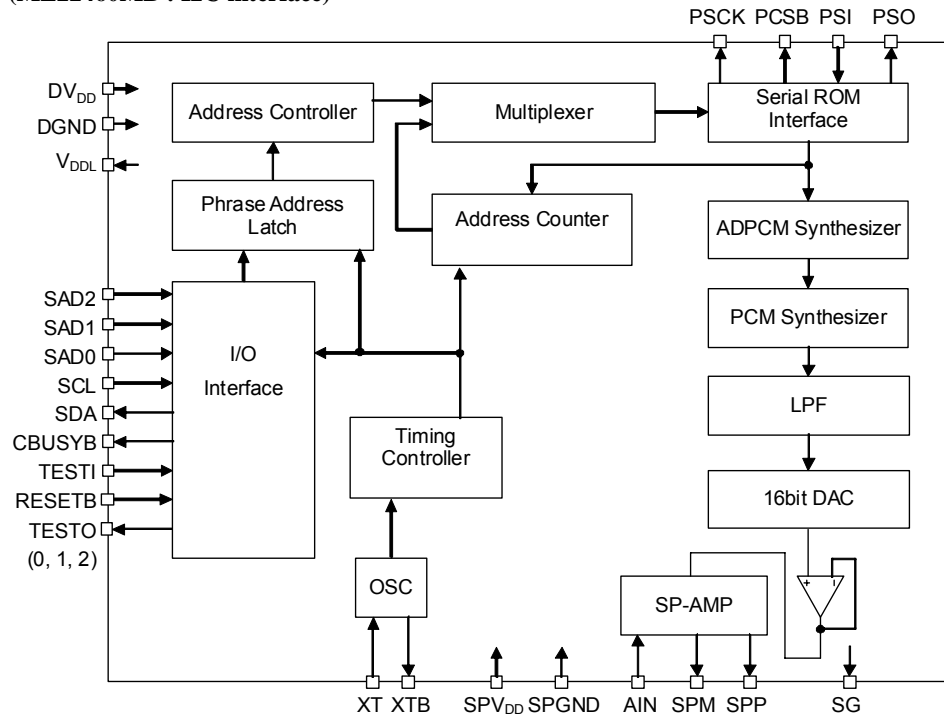 PSCK PCSB PSI PSO
DVDD
DGND
VDDL
Address Controller
Multiplexer
Serial ROM
Interface
Phrase Address
Latch
Address Counter
ADPCM Synthesizer
SAD2
SAD1
SAD0
SCL
SDA
CBUSYB
TESTI
RESETB
TESTO
(0, 1, 2)
I/O
Interface
PCM Synthesizer
LPF
Timing
Controller
16bit DAC
OSC
SP-AMP
+ -
XT XTB SPVDD SPGND AIN SPM SPP SG